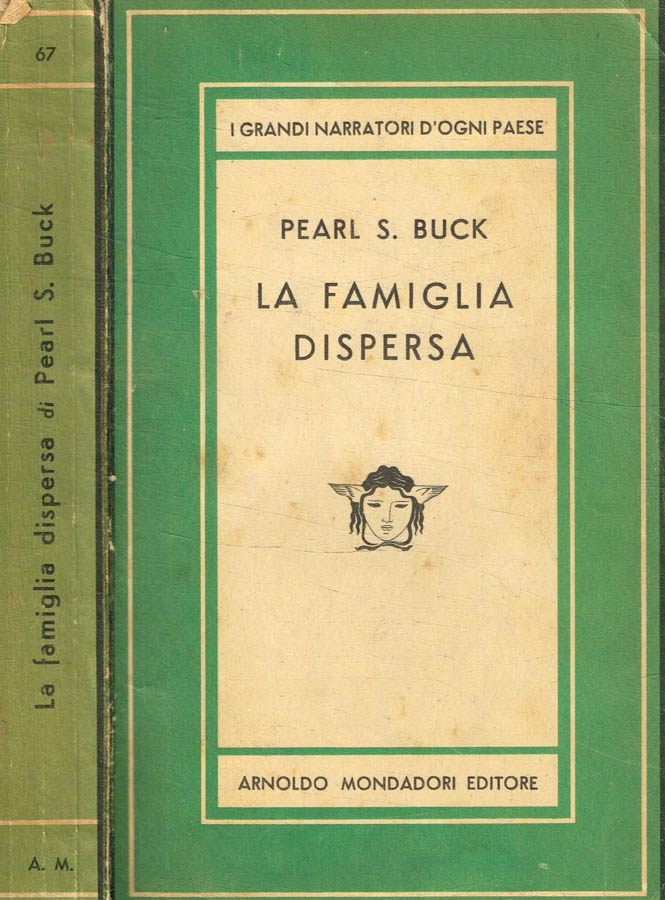 67
La famiglia dispersa di Pearl S. Buck
A. M.
I GRANDI NARRATORI D'OGNI PAESE
PEARL S. BUCK
LA FAMIGLIA
DISPERSA
ARNOLDO MONDADORI EDITORE